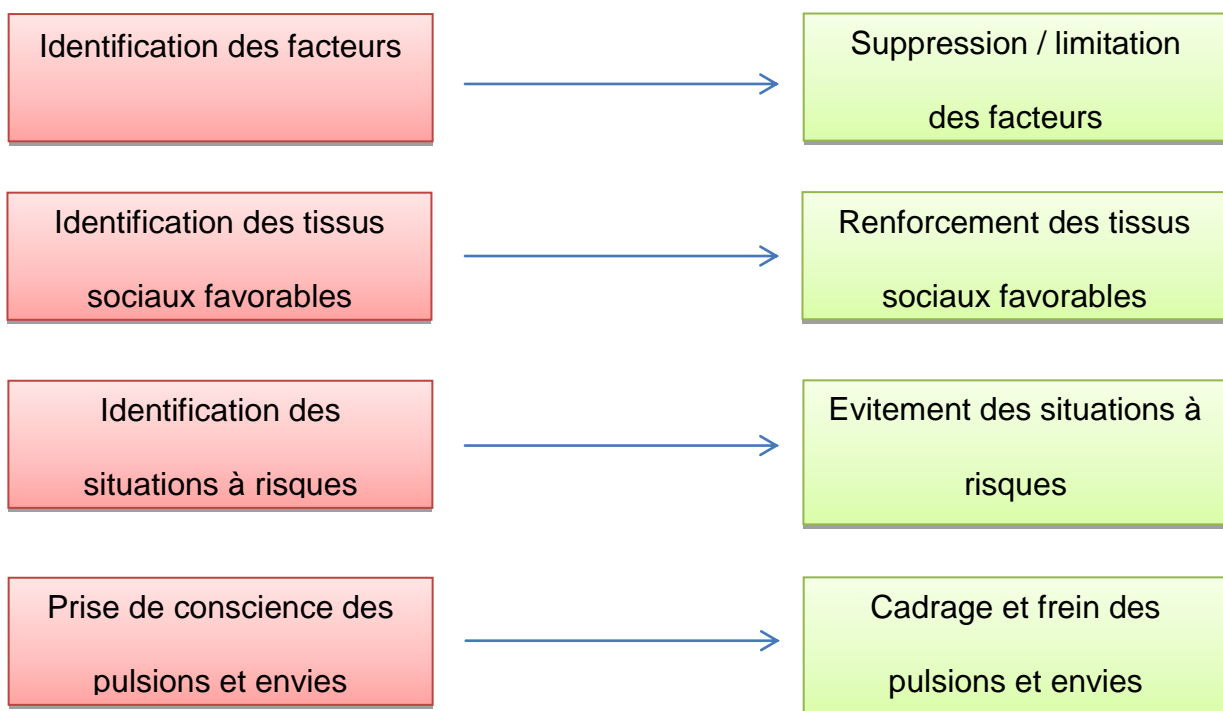 Identification des facteurs
Suppression / limitation
des facteurs
Identification des tissus
sociaux favorables
Renforcement des tissus
sociaux favorables
Identification des
situations à risques
Evitement des situations à
risques
Prise de conscience des
pulsions et envies
Cadrage et frein des
pulsions et envies